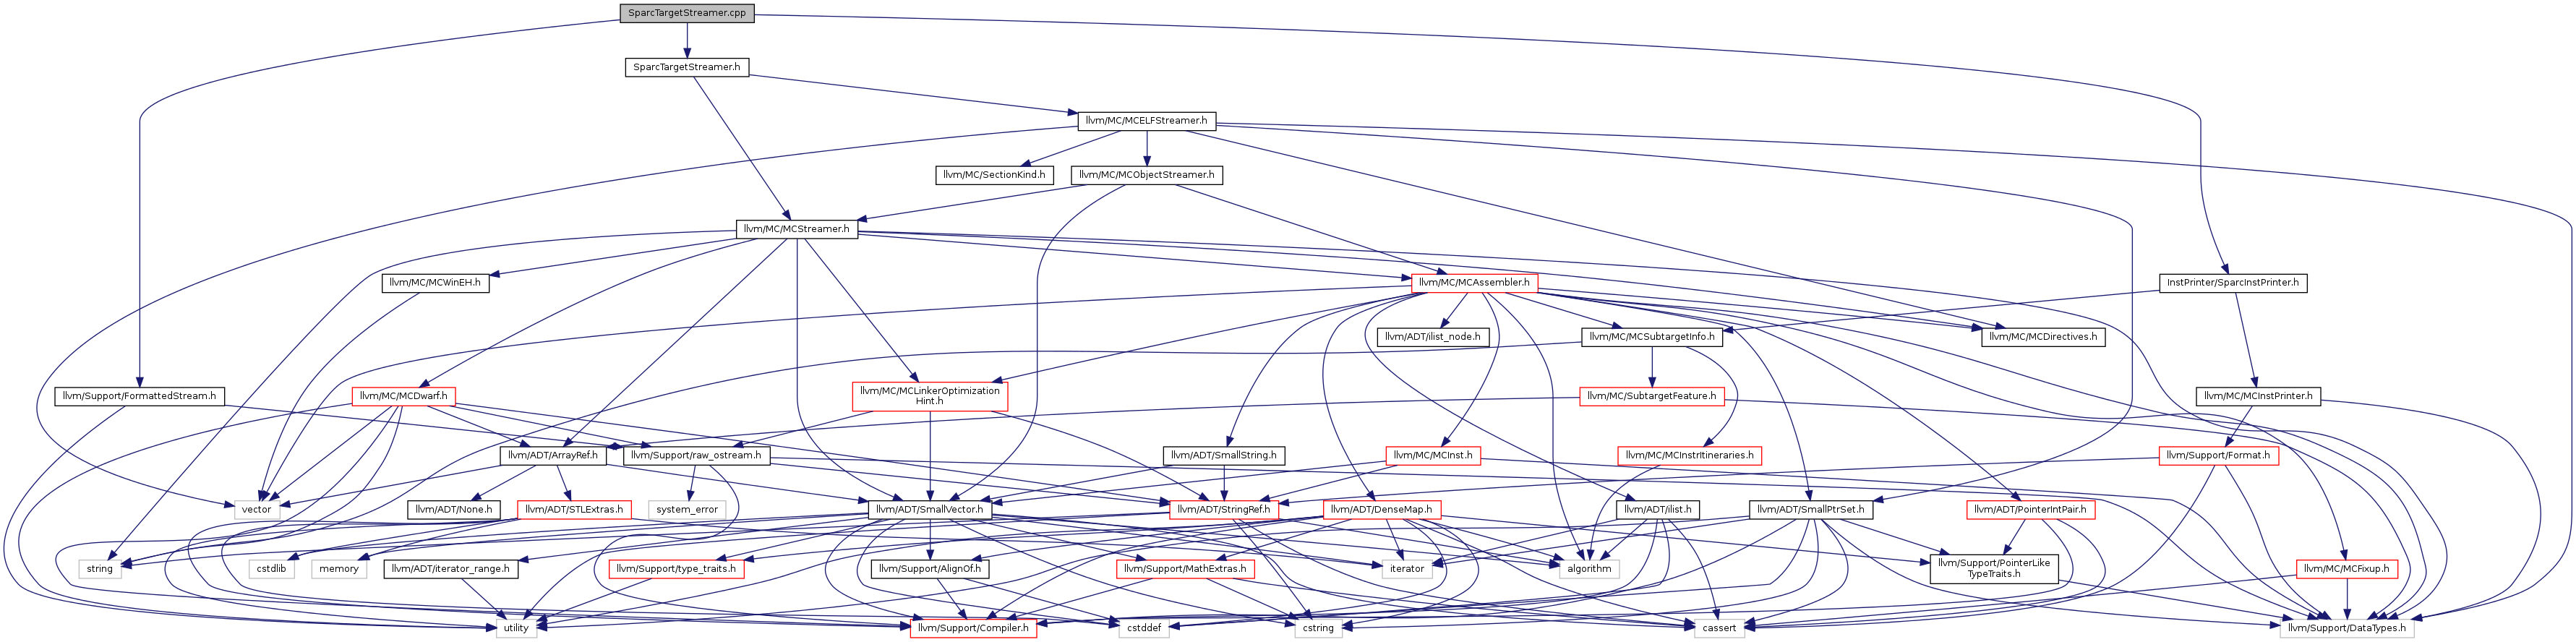 SparcTargetStreamer.cpp
SparcTargetStreamer.h
llvm/MC/MCELFStreamer.h
llvm/MC/SectionKind.h
llvm/MC/MCObjectStreamer.h
llvm/MC/MCStreamer.h
llvm/MC/MCWinEH.h
llvm/MC/MCAssembler.h
InstPrinter/SparcInstPrinter.h
llvm/ADT/ilist_node.h
llvm/MC/MCSubtargetInfo.h
llvm/MC/MCDirectives.h
llvm/Support/FormattedStream.h
llvm/MC/MCDwarf.h
llvm/MC/MCLinkerOptimization
Hint.h
llvm/MC/SubtargetFeature.h
llvm/MC/MCInstPrinter.h
llvm/ADT/ArrayRef.h
llvm/Support/raw_ostream.h
llvm/ADT/SmallString.h
llvm/MC/MCInst.h
llvm/MC/MCInstrItineraries.h
llvm/Support/Format.h
vector
llvm/ADT/None.h
llvm/ADT/STLExtras.h
system_error
llvm/ADT/SmallVector.h
llvm/ADT/StringRef.h
llvm/ADT/DenseMap.h
llvm/ADT/ilist.h
llvm/ADT/SmallPtrSet.h
llvm/ADT/PointerIntPair.h
string
cstdlib
memory
llvm/ADT/iterator_range.h
llvm/Support/type_traits.h
llvm/Support/AlignOf.h
llvm/Support/MathExtras.h
iterator
algorithm
llvm/Support/PointerLike
TypeTraits.h
llvm/MC/MCFixup.h
utility
llvm/Support/Compiler.h
cstddef
cstring
cassert
llvm/Support/DataTypes.h